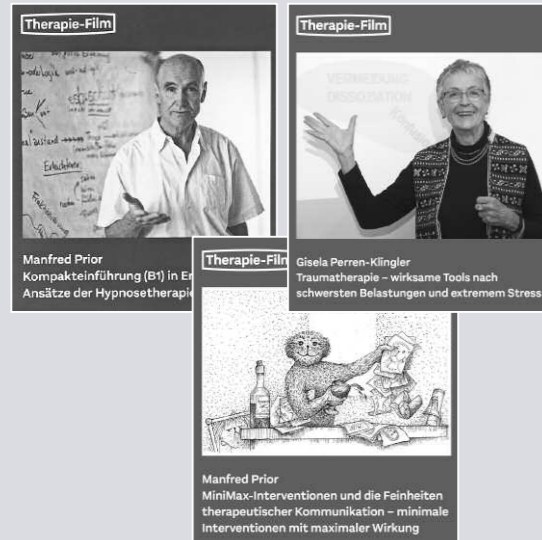 Therapie-Film
Manfred Prior
Kompakteinführung (B1) in
Ansätze der Hypnosetherapie
Therapie-Film
VERMEIDUNG
DISSOZIATION
Gisela Perren-Klingler
Traumatherapie – wirksame Tools nach
schwersten Belastungen und extremem Stress
Therapie-Film
Manfred Prior
MiniMax-Interventionen und die Feinheiten
therapeutischer Kommunikation – minimale
Interventionen mit maximaler Wirkung